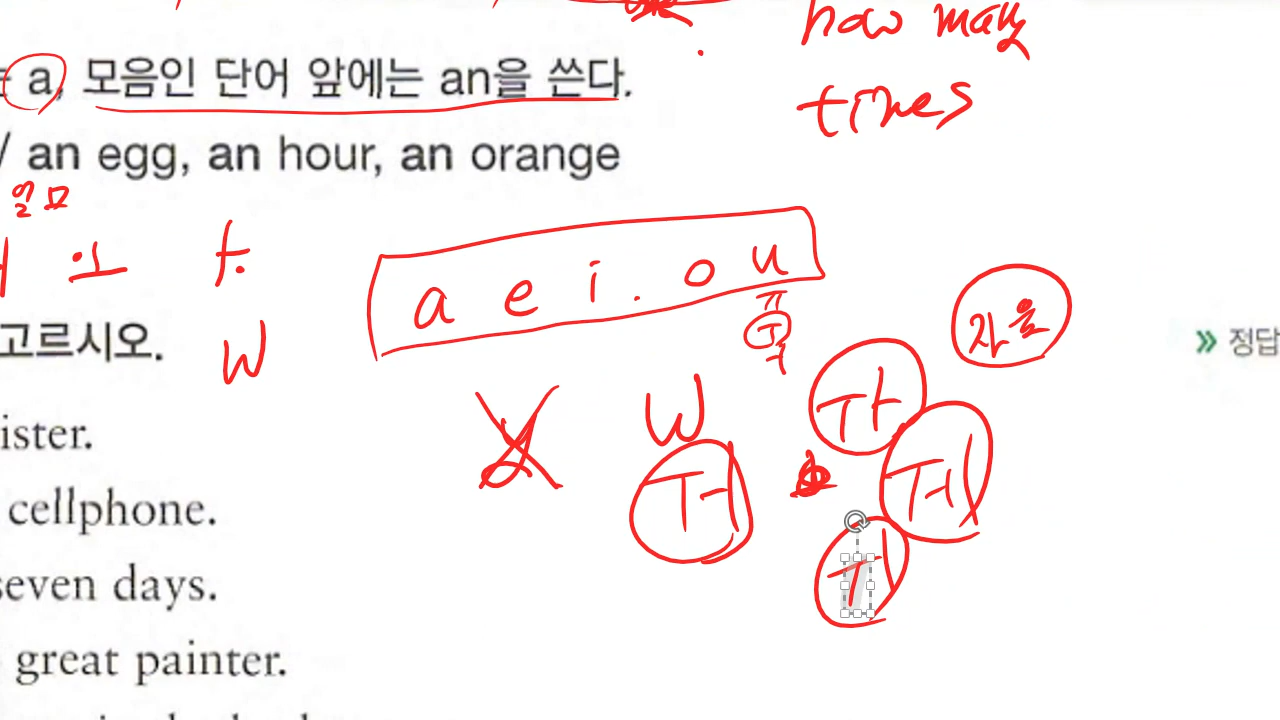 how many
a, 모음인 단어 앞에는 an을 쓴다.
times
/ an egg, an hour, an orange
a e i . o u
자음
고르시오.
W
» 정답
ister.
W
ㅝ
ㅘ
ㅞ
cellphone.
ㅟ
seven days.
great painter.